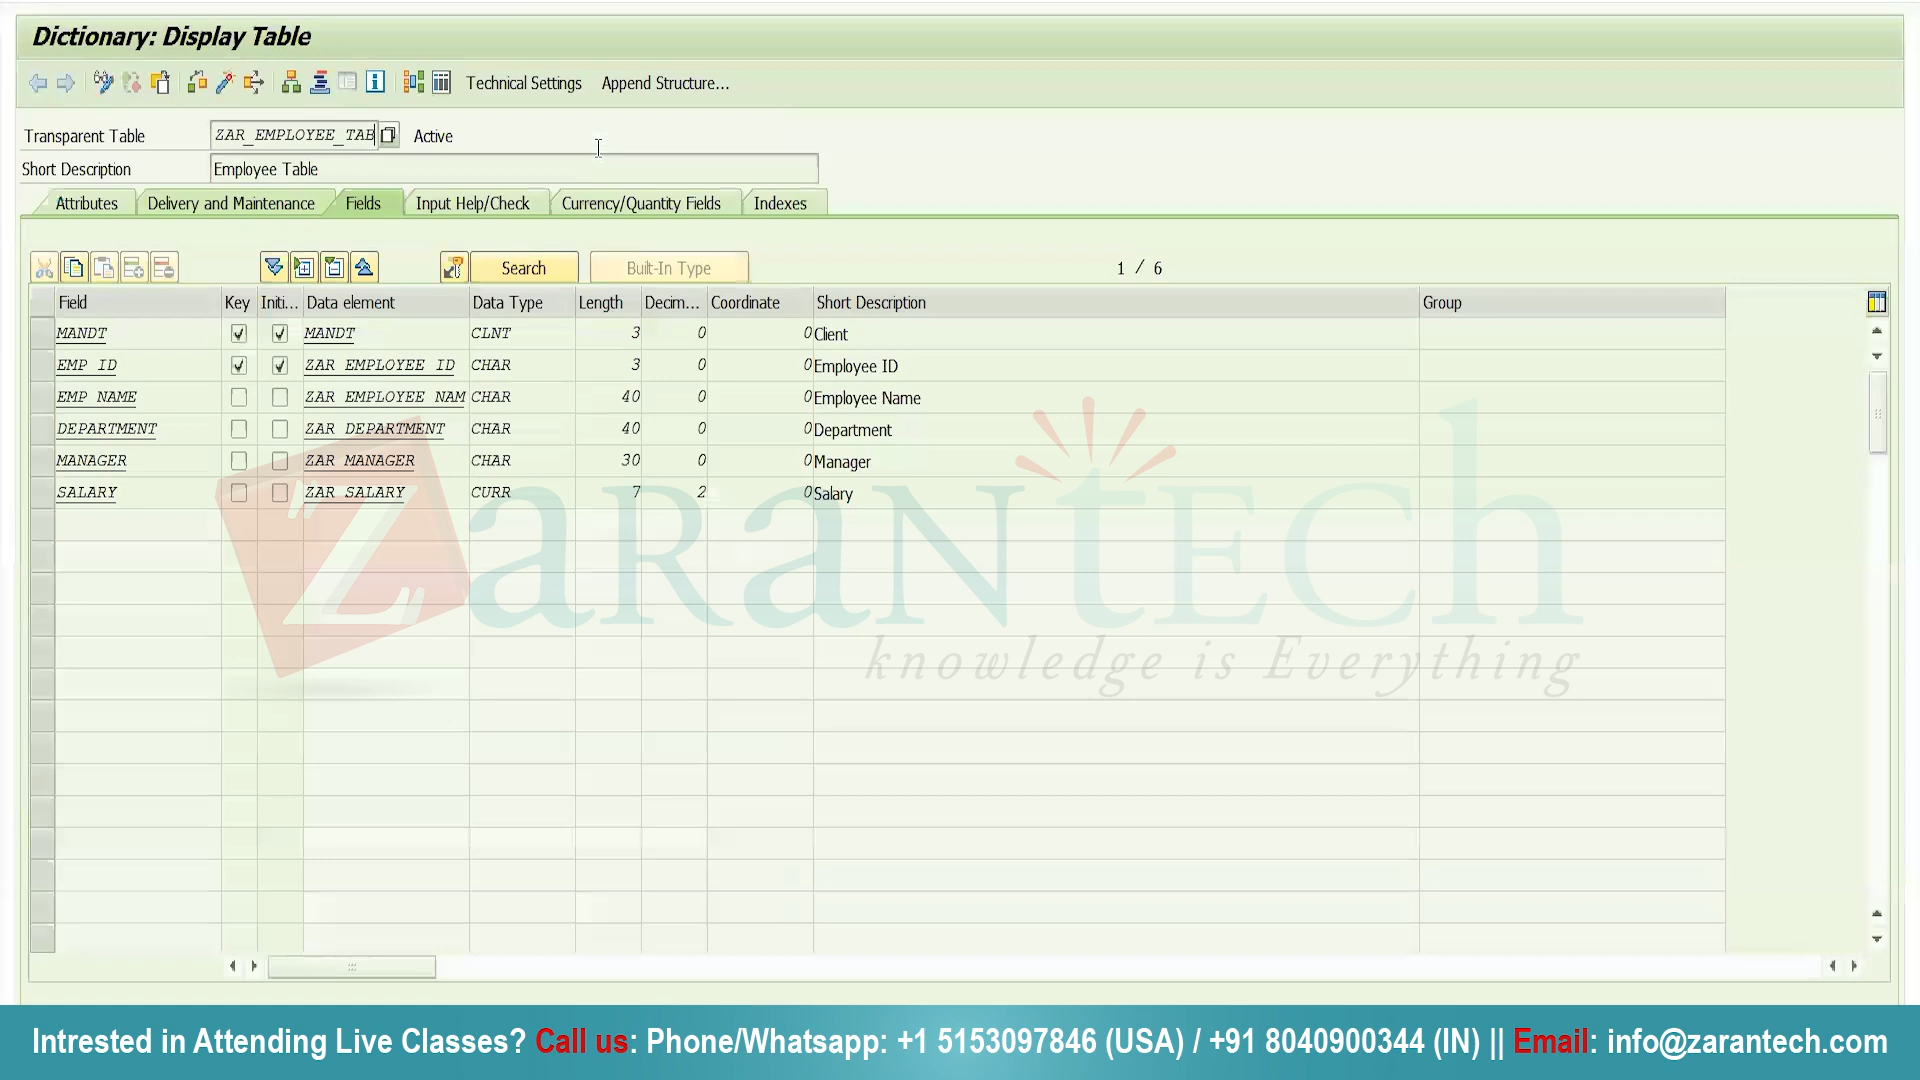 Dictionary: Display Table
Technical Settings Append Structure...
Transparent Table ZAR_EMPLOYEE_TAB Active
Short Description Employee Table
Attributes Delivery and Maintenance Fields Input Help/Check Currency/Quantity Fields Indexes
Search Built-In Type 1 / 6
Field Key Initi... Data element Data Type Length Decim... Coordinate Short Description Group
MANDT MANDT CLNT 3 0 0 Client
EMP_ID ZAR_EMPLOYEE_ID CHAR 3 0 0 Employee ID
EMP_NAME ZAR_EMPLOYEE_NAM CHAR 40 0 0 Employee Name
DEPARTMENT ZAR_DEPARTMENT CHAR 40 0 0 Department
MANAGER ZAR_MANAGER CHAR 30 0 0 Manager
SALARY ZAR_SALARY CURR 7 2 0 Salary
ZaranTech
knowledge is Everything
Intrested in Attending Live Classes? Call us: Phone/Whatsapp: +1 5153097846 (USA) / +91 8040900344 (IN) || Email: info@zarantech.com